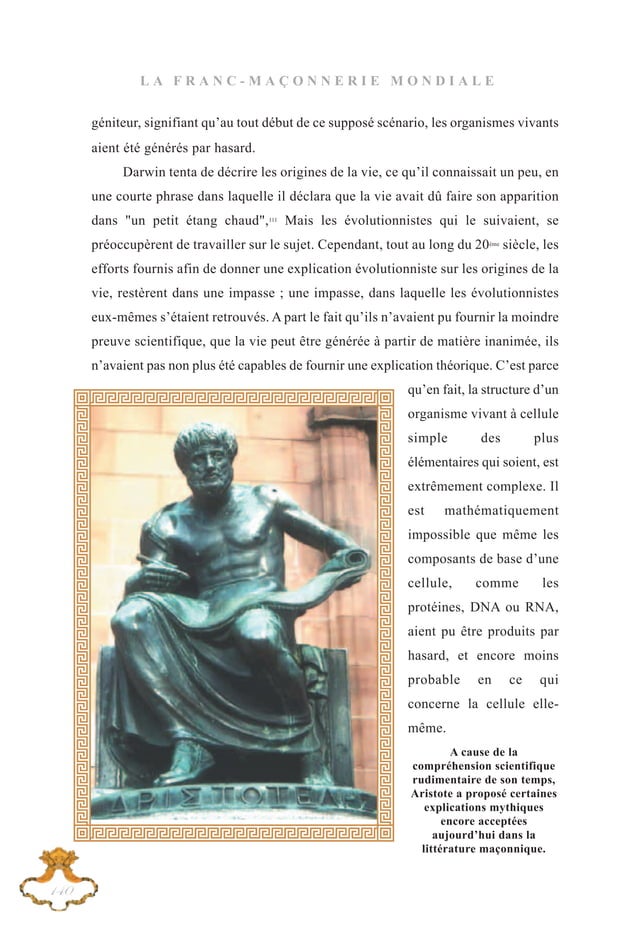 LA FRANC-MAÇONNERIE MONDIALE
géniteur, signifiant qu’au tout début de ce supposé scénario, les organismes vivants
aient été générés par hasard.
Darwin tenta de décrire les origines de la vie, ce qu’il connaissait un peu, en
une courte phrase dans laquelle il déclara que la vie avait dû faire son apparition
dans "un petit étang chaud",111 Mais les évolutionnistes qui le suivaient, se
préoccupèrent de travailler sur le sujet. Cependant, tout au long du 20ème siècle, les
efforts fournis afin de donner une explication évolutionniste sur les origines de la
vie, restèrent dans une impasse ; une impasse, dans laquelle les évolutionnistes
eux-mêmes s’étaient retrouvés. A part le fait qu’ils n’avaient pu fournir la moindre
preuve scientifique, que la vie peut être générée à partir de matière inanimée, ils
n’avaient pas non plus été capables de fournir une explication théorique. C’est parce
qu’en fait, la structure d’un
organisme vivant à cellule
simple des plus
élémentaires qui soient, est
extrêmement complexe. Il
est mathématiquement
impossible que même les
composants de base d’une
cellule, comme les
protéines, DNA ou RNA,
aient pu être produits par
hasard, et encore moins
probable en ce qui
concerne la cellule elle-
même.
ΑΡΙΣΤΟΤΕΛΗΣ
A cause de la
compréhension scientifique
rudimentaire de son temps,
Aristote a proposé certaines
explications mythiques
encore acceptées
aujourd’hui dans la
littérature maçonnique.
140